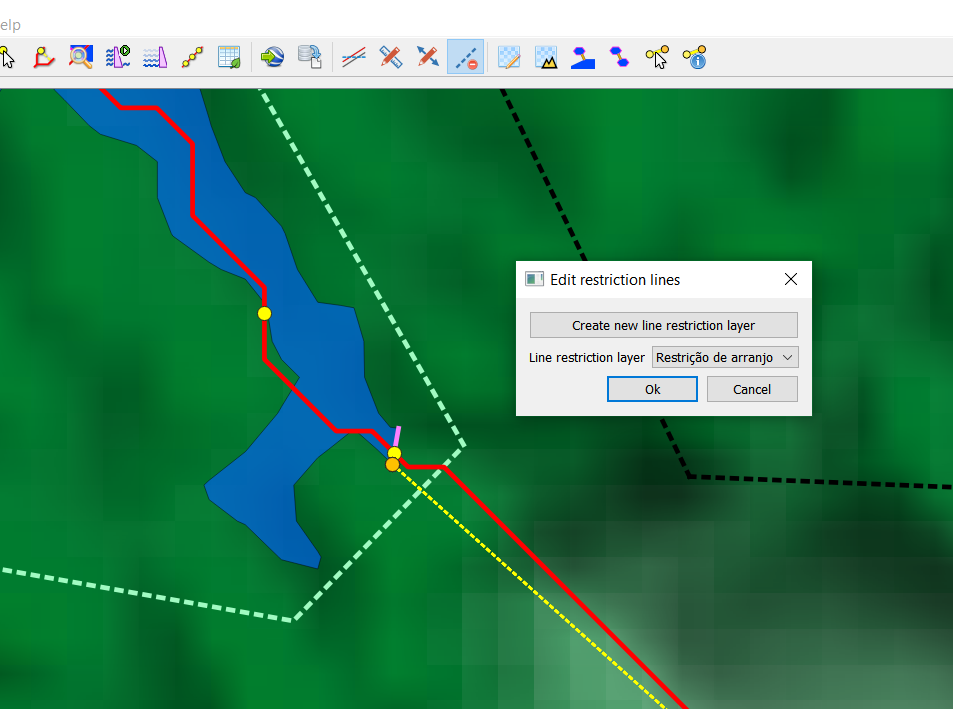 elp
Edit restriction lines
Create new line restriction layer
Line restriction layer Restrição de arranjo
Ok Cancel